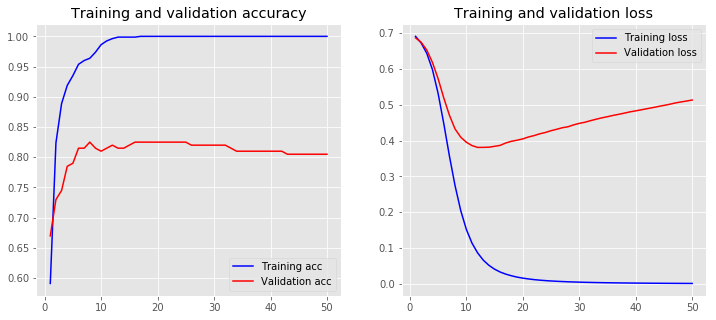 Training and validation accuracy
1.00
0.95
0.90
0.85
0.80
0.75
0.70
0.65
0.60
Training acc
Validation acc
0 10 20 30 40 50
Training and validation loss
0.7
0.6
0.5
0.4
0.3
0.2
0.1
0.0
Training loss
Validation loss
0 10 20 30 40 50